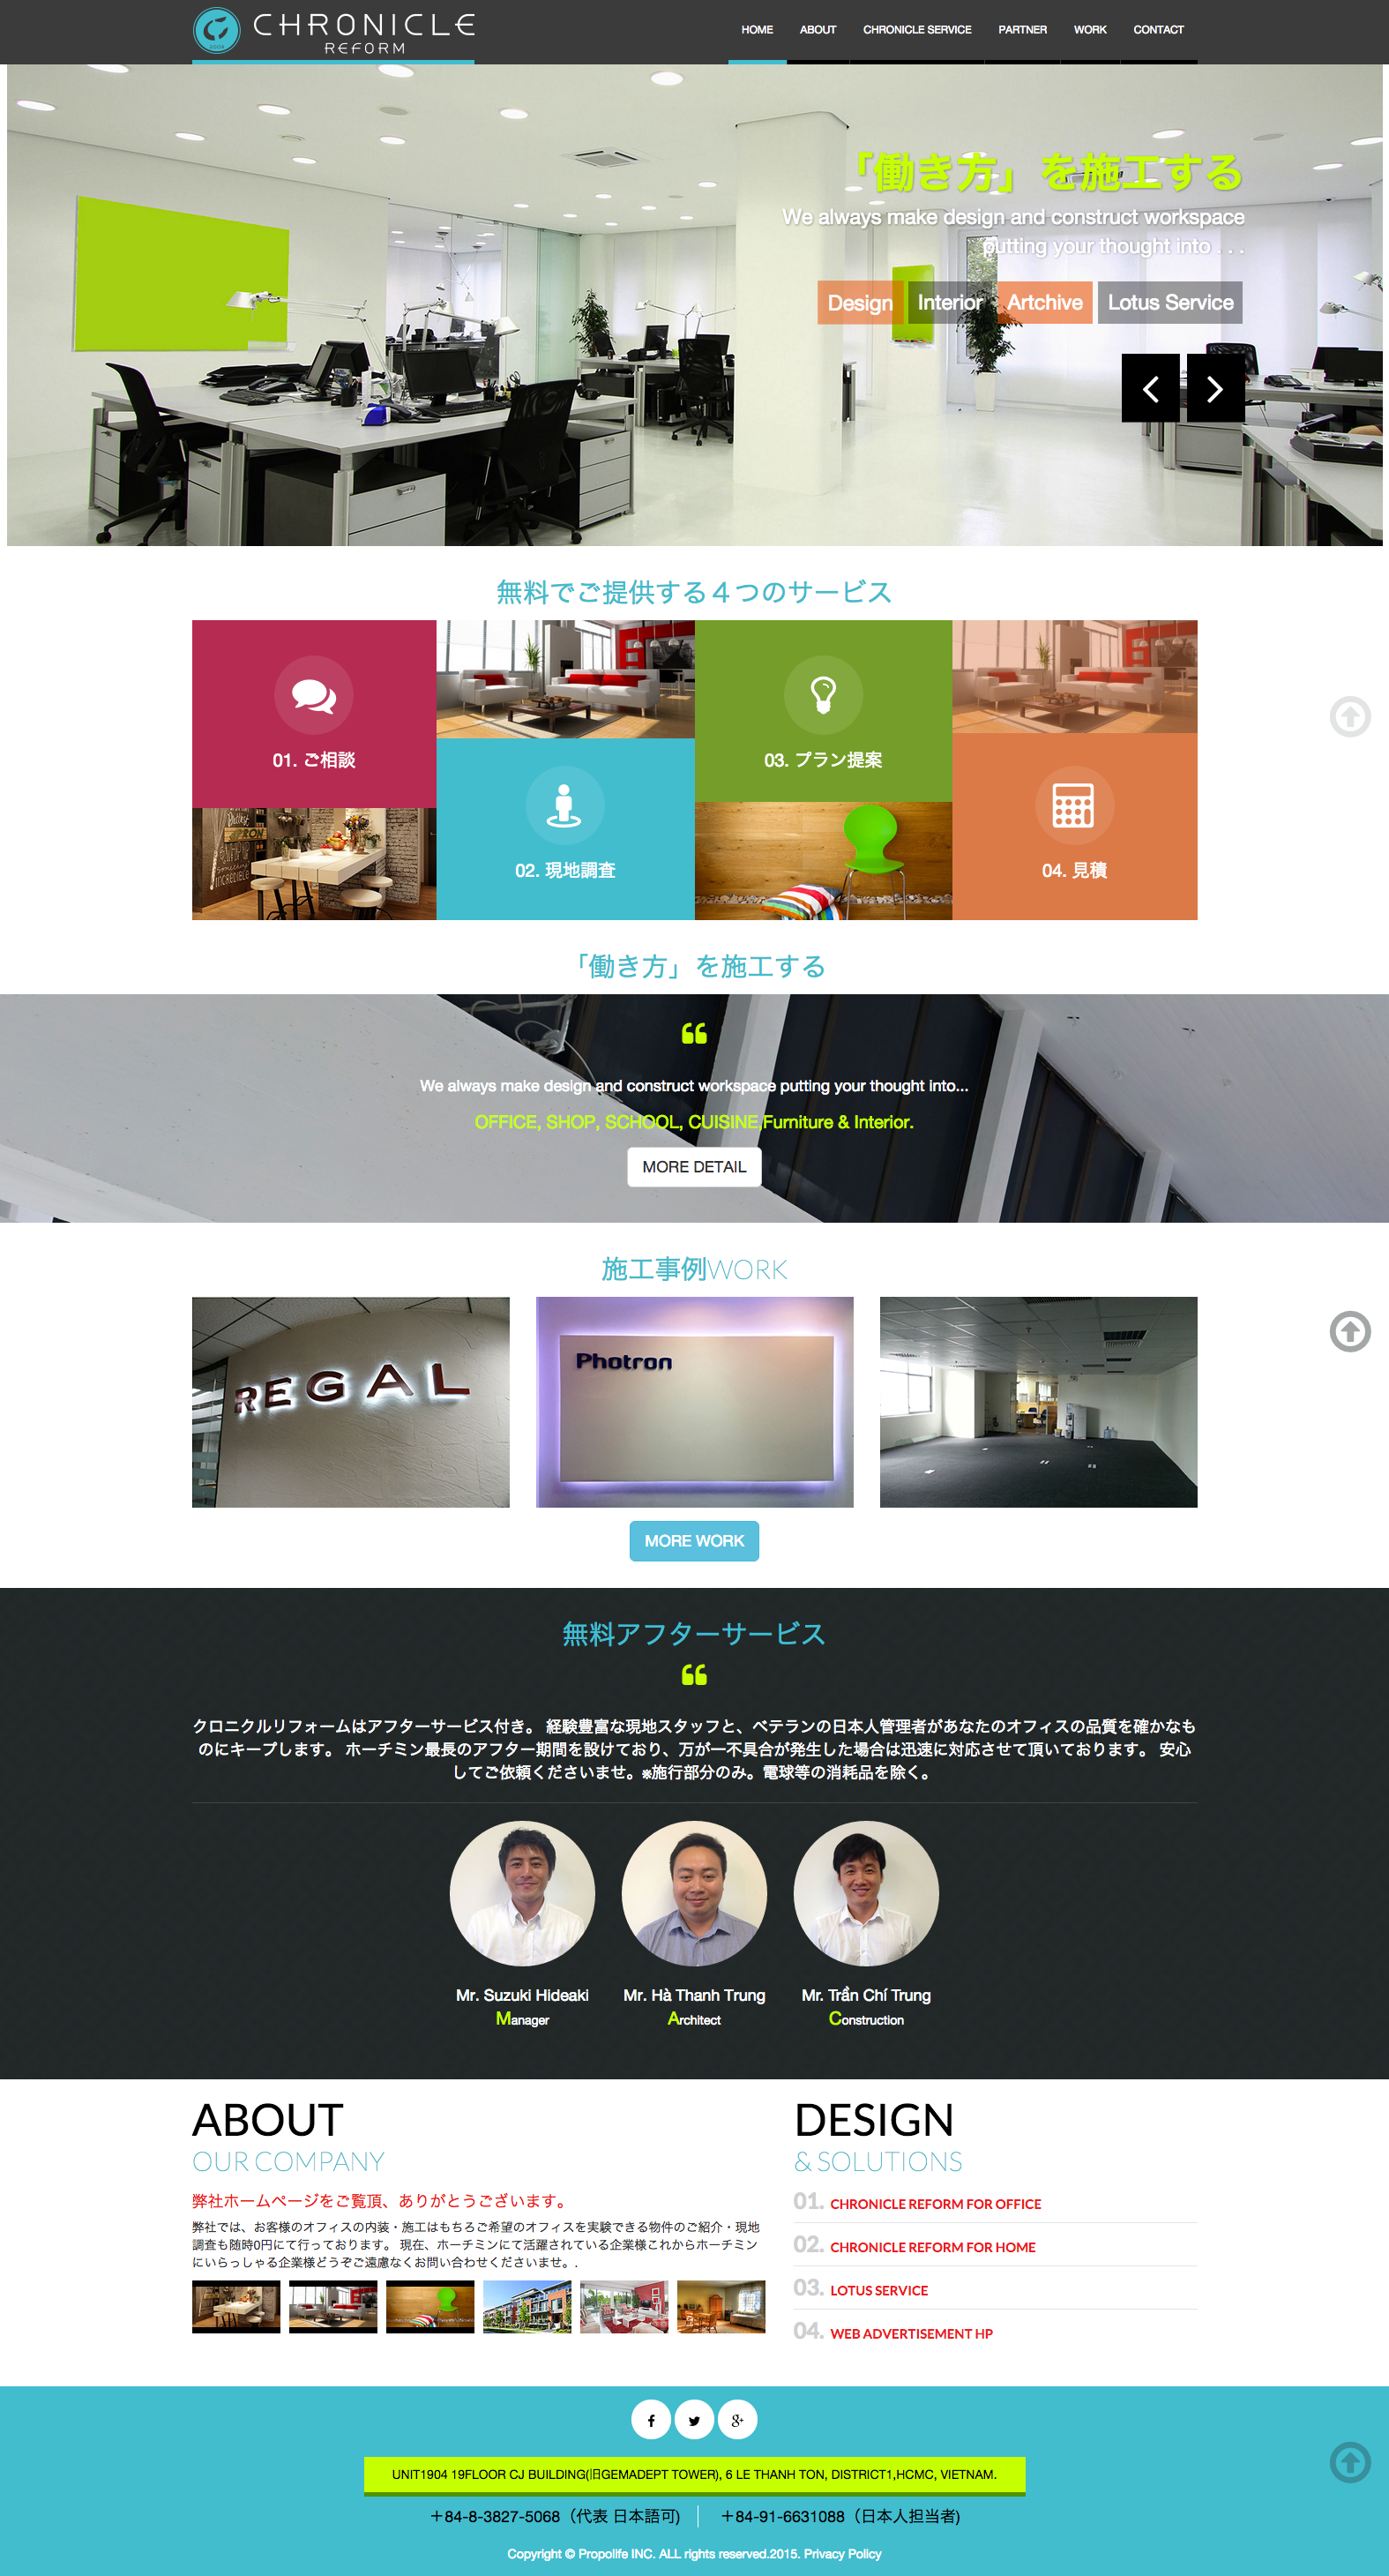 CHRONICLE
REFORM
HOME ABOUT CHRONICLE SERVICE PARTNER WORK CONTACT
「働き方」を施工する
We always make design and construct workspace
putting your thought into . . .
Design Interior Artchive Lotus Service
無料でご提供する４つのサービス
01. ご相談
02. 現地調査
03. プラン提案
04. 見積
「働き方」を施工する
We always make design and construct workspace putting your thought into...
OFFICE, SHOP, SCHOOL, CUISINE,Furniture & Interior.
MORE DETAIL
施工事例WORK
REGAL
Photron
MORE WORK
無料アフターサービス
クロニクルリフォームはアフターサービス付き。 経験豊富な現地スタッフと、ベテランの日本人管理者があなたのオフィスの品質を確かなも
のにキープします。 ホーチミン最長のアフター期間を設けており、万が一不具合が発生した場合は迅速に対応させて頂いております。 安心
してご依頼くださいませ。※施行部分のみ。電球等の消耗品を除く。
Mr. Suzuki Hideaki
Manager
Mr. Hà Thanh Trung
Architect
Mr. Trần Chí Trung
Construction
ABOUT
OUR COMPANY
弊社ホームページをご覧頂、ありがとうございます。
弊社では、お客様のオフィスの内装・施工はもちろご希望のオフィスを実験できる物件のご紹介・現地
調査も随時0円にて行っております。 現在、ホーチミンにて活躍されている企業様これからホーチミン
にいらっしゃる企業様どうぞご遠慮なくお問い合わせくださいませ。.
DESIGN
& SOLUTIONS
01. CHRONICLE REFORM FOR OFFICE
02. CHRONICLE REFORM FOR HOME
03. LOTUS SERVICE
04. WEB ADVERTISEMENT HP
UNIT1904 19FLOOR CJ BUILDING(旧GEMADEPT TOWER), 6 LE THANH TON, DISTRICT1,HCMC, VIETNAM.
＋84-8-3827-5068（代表 日本語可) ＋84-91-6631088（日本人担当者)
Copyright © Propolife INC. ALL rights reserved.2015. Privacy Policy